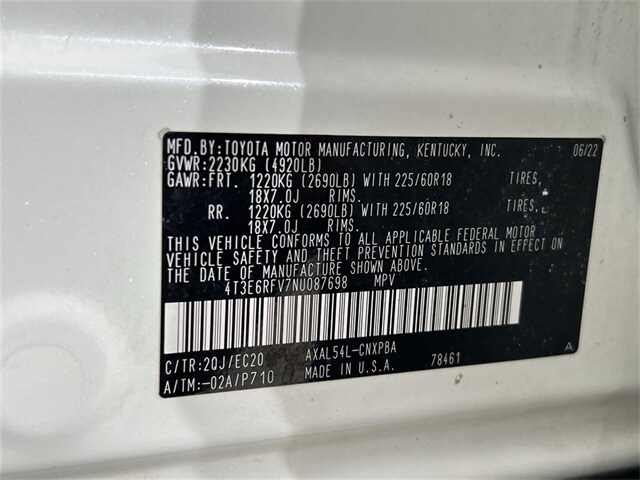 MFD.BY:TOYOTA MOTOR MANUFACTURING, KENTUCKY, INC. 06/22
GVWR:2230KG (4920LB)
GAWR:FRT. 1220KG (2690LB) WITH 225/60R18 TIRES,
18X7.0J RIMS.
RR. 1220KG (2690LB) WITH 225/60R18 TIRES,
18X7.0J RIMS.
THIS VEHICLE CONFORMS TO ALL APPLICABLE FEDERAL MOTOR
VEHICLE SAFETY AND THEFT PREVENTION STANDARDS IN EFFECT ON
THE DATE OF MANUFACTURE SHOWN ABOVE.
4T3E6RFV7NU087698 MPV
C/TR:2QJ/EC20 AXAL54L-CNXPBA A
A/TM:-02A/P710 MADE IN U.S.A. 78461